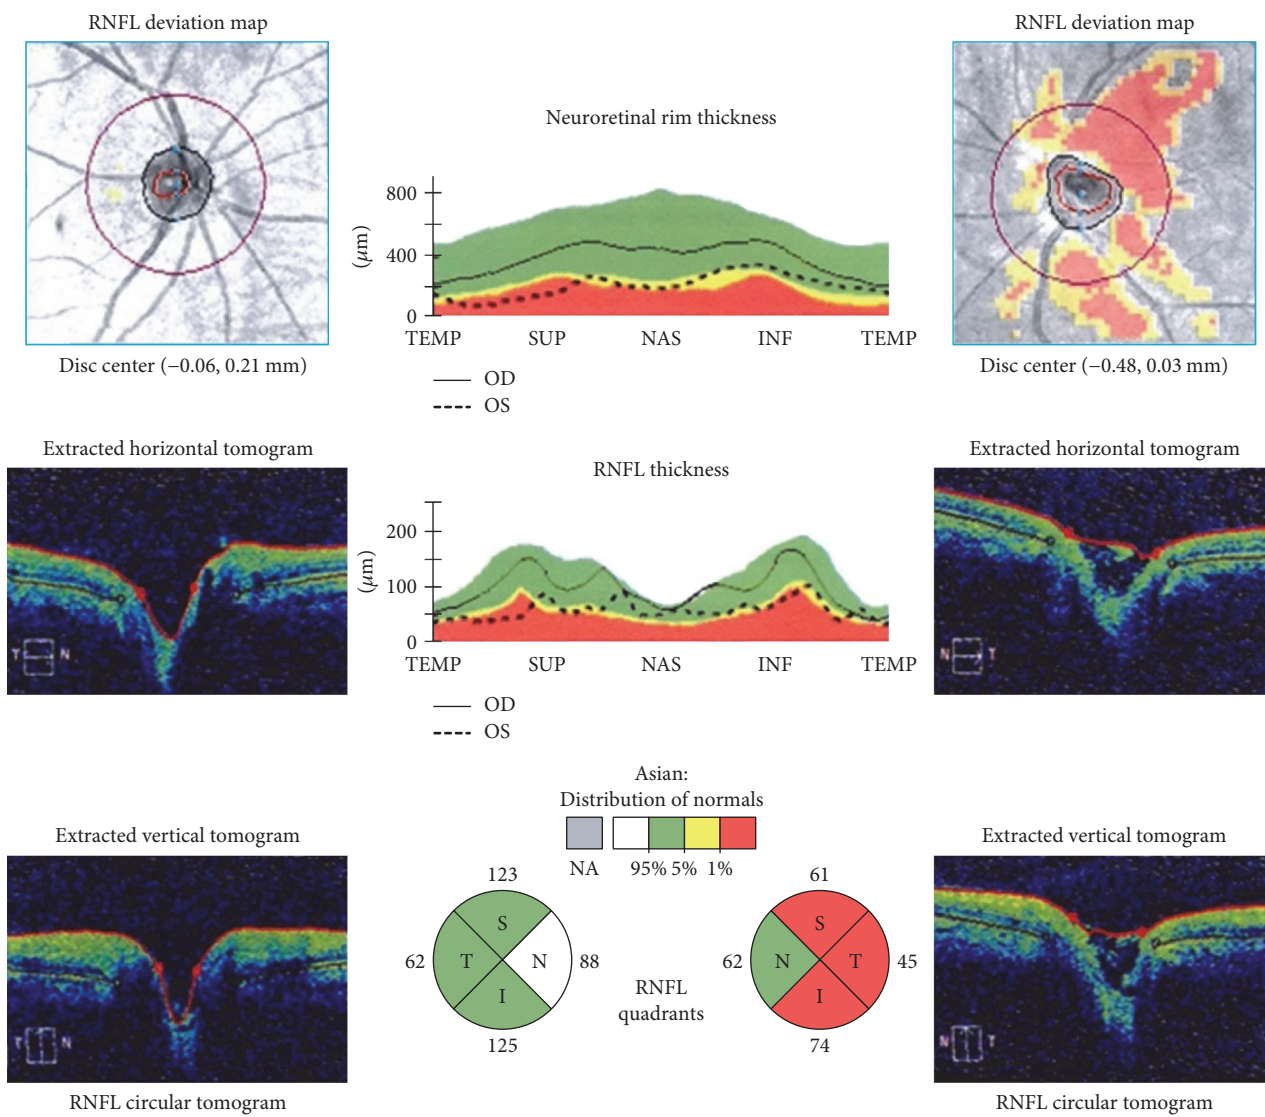 RNFL deviation map
RNFL deviation map
Neuroretinal rim thickness
800
400
0
(μm)
TEMP SUP NAS INF TEMP
OD
OS
Disc center (−0.06, 0.21 mm)
Disc center (−0.48, 0.03 mm)
Extracted horizontal tomogram
Extracted horizontal tomogram
T N
N T
RNFL thickness
200
100
0
(μm)
TEMP SUP NAS INF TEMP
OD
OS
Asian:
Distribution of normals
NA 95% 5% 1%
Extracted vertical tomogram
Extracted vertical tomogram
T N
N T
123
S
62 T N 88
I
125
RNFL
quadrants
61
S
62 N T 45
I
74
RNFL circular tomogram
RNFL circular tomogram